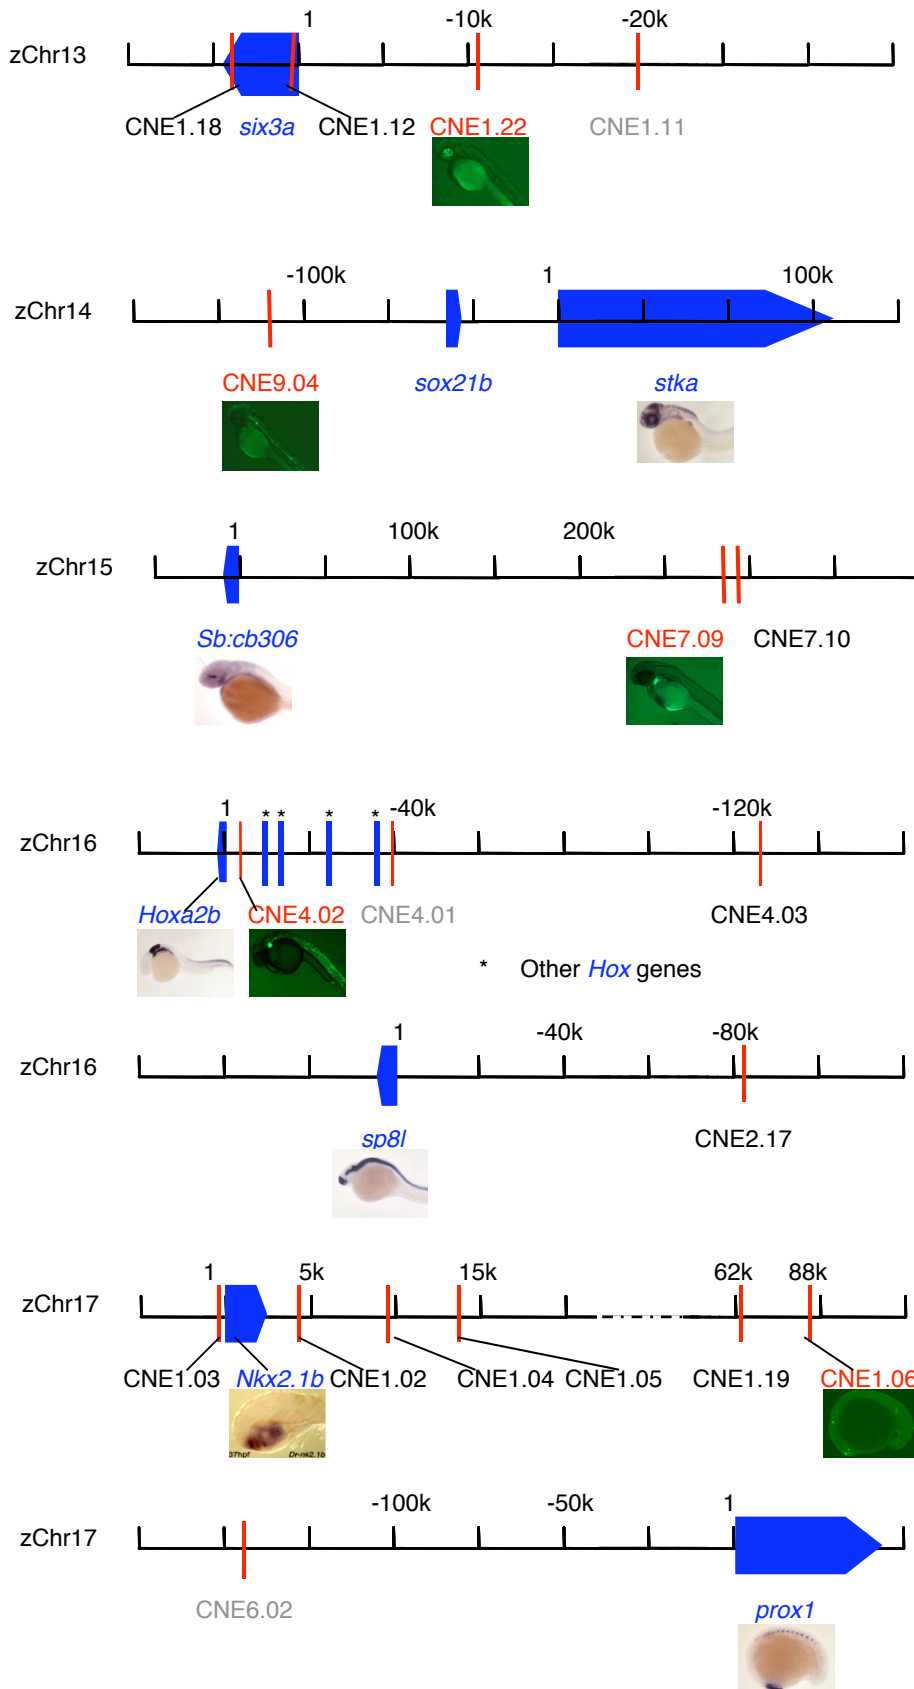 1 -10k -20k
zChr13
CNE1.18 six3a CNE1.12 CNE1.22 CNE1.11
-100k 1 100k
zChr14
CNE9.04 sox21b stka
1 100k 200k
zChr15
Sb:cb306 CNE7.09 CNE7.10
1 * * * * -40k -120k
zChr16
Hoxa2b CNE4.02 CNE4.01 CNE4.03
* Other Hox genes
1 -40k -80k
zChr16
sp8l CNE2.17
1 5k 15k 62k 88k
zChr17
CNE1.03 Nkx2.1b CNE1.02 CNE1.04 CNE1.05 CNE1.19 CNE1.06
37hpf Dr-nk2.1b
-100k -50k 1
zChr17
CNE6.02 prox1